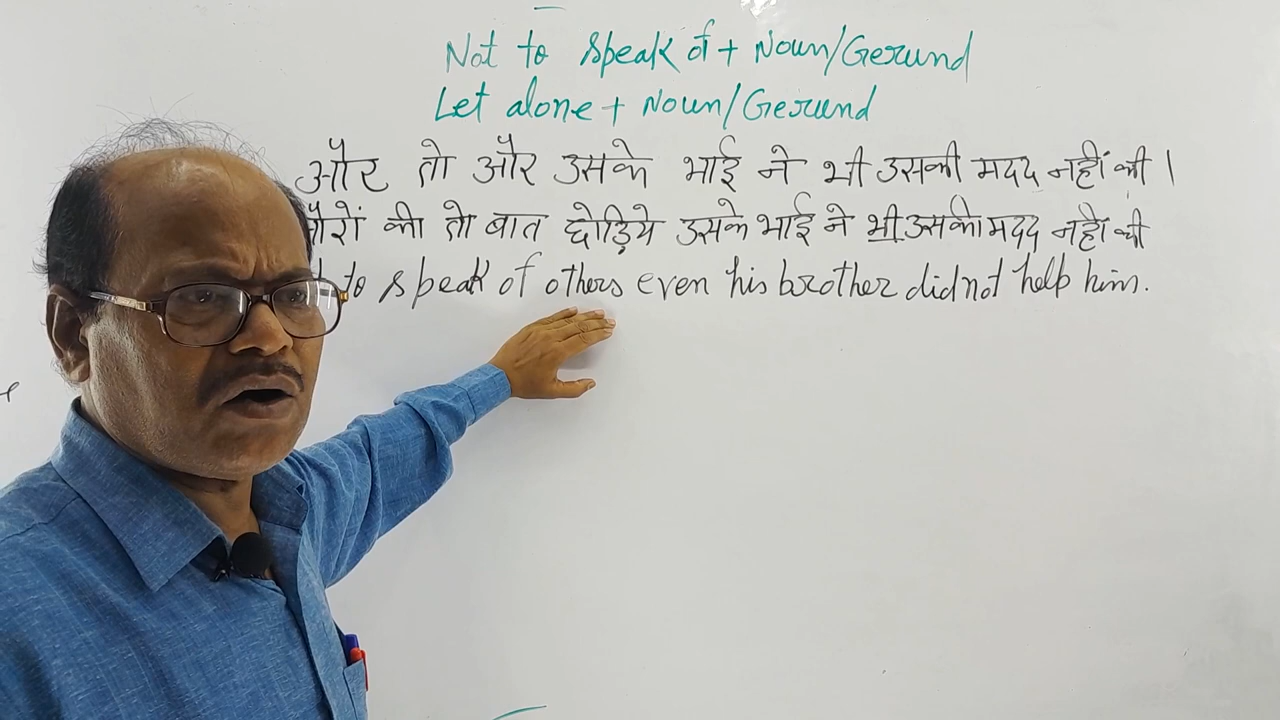 Not to speak of + Noun/Gerund
Let alone + Noun/Gerund
और तो और उसके भाई ने भी उसकी मदद नहीं की ।
की तो बात छोड़िये उसके भाई ने भी उसकी मदद नहीं की
to speak of others even his brother did not help him.